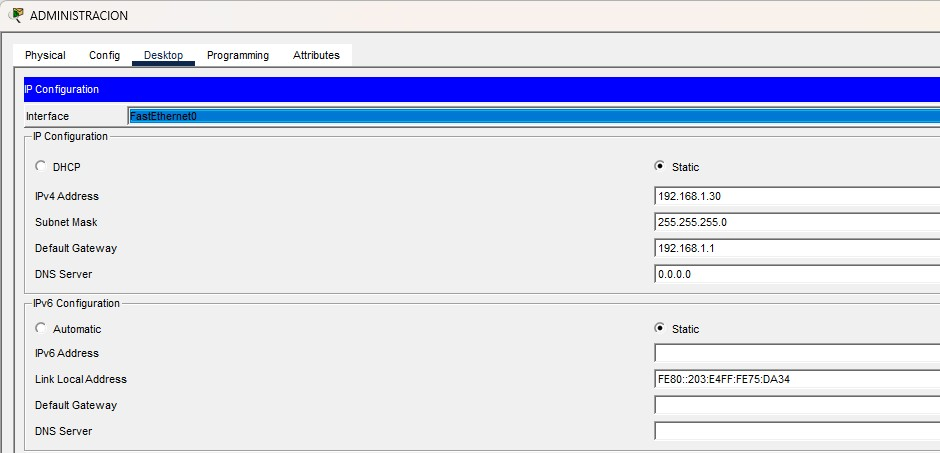 ADMINISTRACION
Physical Config Desktop Programming Attributes
IP Configuration
Interface FastEthernet0
IP Configuration
DHCP Static
IPv4 Address 192.168.1.30
Subnet Mask 255.255.255.0
Default Gateway 192.168.1.1
DNS Server 0.0.0.0
IPv6 Configuration
Automatic Static
IPv6 Address
Link Local Address FE80::203:E4FF:FE75:DA34
Default Gateway
DNS Server